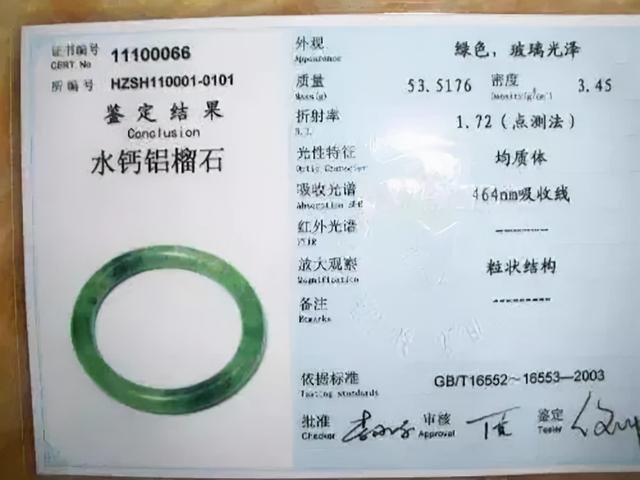 证书编号 11100066
CERT No
所编号 HZSH110001-0101
鉴定结果
Conclusion
水钙铝榴石
外观 绿色，玻璃光泽
Appearance
质量 53.5176 密度 3.45
Mass(g) Density(g/cm³)
折射率 1.72（点测法）
R.I.
光性特征 均质体
Optic Character
吸收光谱 464nm吸收线
Absorption
红外光谱 -----
放大观察 粒状结构
Magnification
备注 -----
Remarks
依据标准 GB/T16552～16553—2003
Testing standards
批准 审核 鉴定
Checker Approval Tester